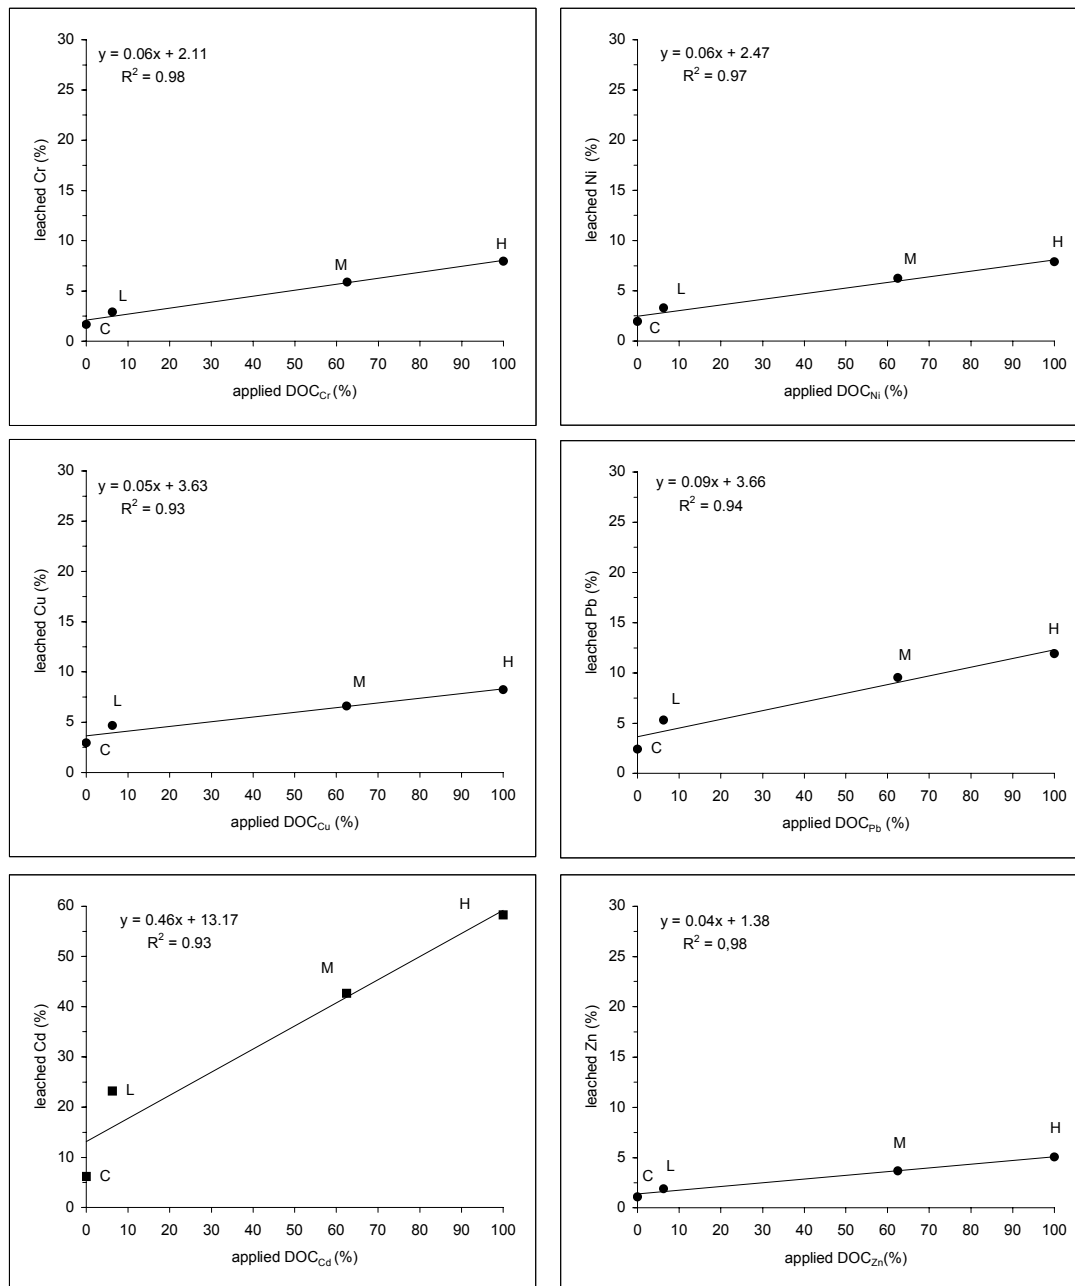 y = 0.06x + 2.11
R² = 0.98
30
25
20
15
10
5
0
leached Cr (%)
C
L
M
H
0 10 20 30 40 50 60 70 80 90 100
applied DOC_Cr (%)
y = 0.06x + 2.47
R² = 0.97
30
25
20
15
10
5
0
leached Ni (%)
C
L
M
H
0 10 20 30 40 50 60 70 80 90 100
applied DOC_Ni (%)
y = 0.05x + 3.63
R² = 0.93
30
25
20
15
10
5
0
leached Cu (%)
C
L
M
H
0 10 20 30 40 50 60 70 80 90 100
applied DOC_Cu (%)
y = 0.09x + 3.66
R² = 0.94
30
25
20
15
10
5
0
leached Pb (%)
C
L
M
H
0 10 20 30 40 50 60 70 80 90 100
applied DOC_Pb (%)
y = 0.46x + 13.17
R² = 0.93
60
50
40
30
20
10
0
leached Cd (%)
C
L
M
H
0 10 20 30 40 50 60 70 80 90 100
applied DOC_Cd (%)
y = 0.04x + 1.38
R² = 0,98
30
25
20
15
10
5
0
leached Zn (%)
C
L
M
H
0 10 20 30 40 50 60 70 80 90 100
applied DOC_Zn(%)